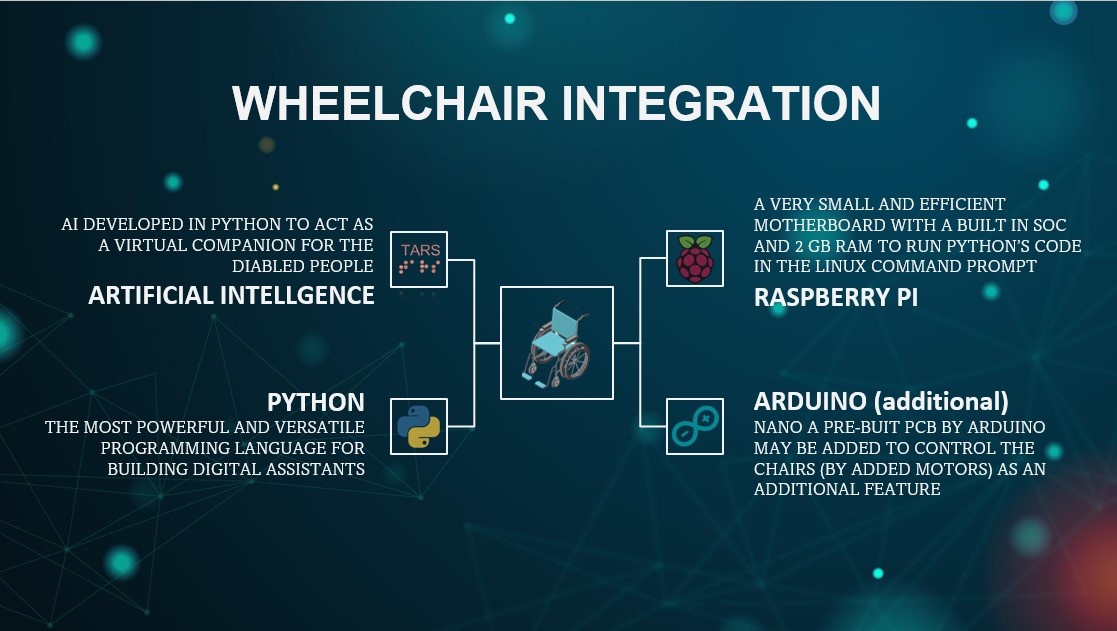 WHEELCHAIR INTEGRATION
AI DEVELOPED IN PYTHON TO ACT AS
A VIRTUAL COMPANION FOR THE
DIABLED PEOPLE
ARTIFICIAL INTELLGENCE
TARS
A VERY SMALL AND EFFICIENT
MOTHERBOARD WITH A BUILT IN SOC
AND 2 GB RAM TO RUN PYTHON'S CODE
IN THE LINUX COMMAND PROMPT
RASPBERRY PI
PYTHON
THE MOST POWERFUL AND VERSATILE
PROGRAMMING LANGUAGE FOR
BUILDING DIGITAL ASSISTANTS
ARDUINO (additional)
NANO A PRE-BUIT PCB BY ARDUINO
MAY BE ADDED TO CONTROL THE
CHAIRS (BY ADDED MOTORS) AS AN
ADDITIONAL FEATURE